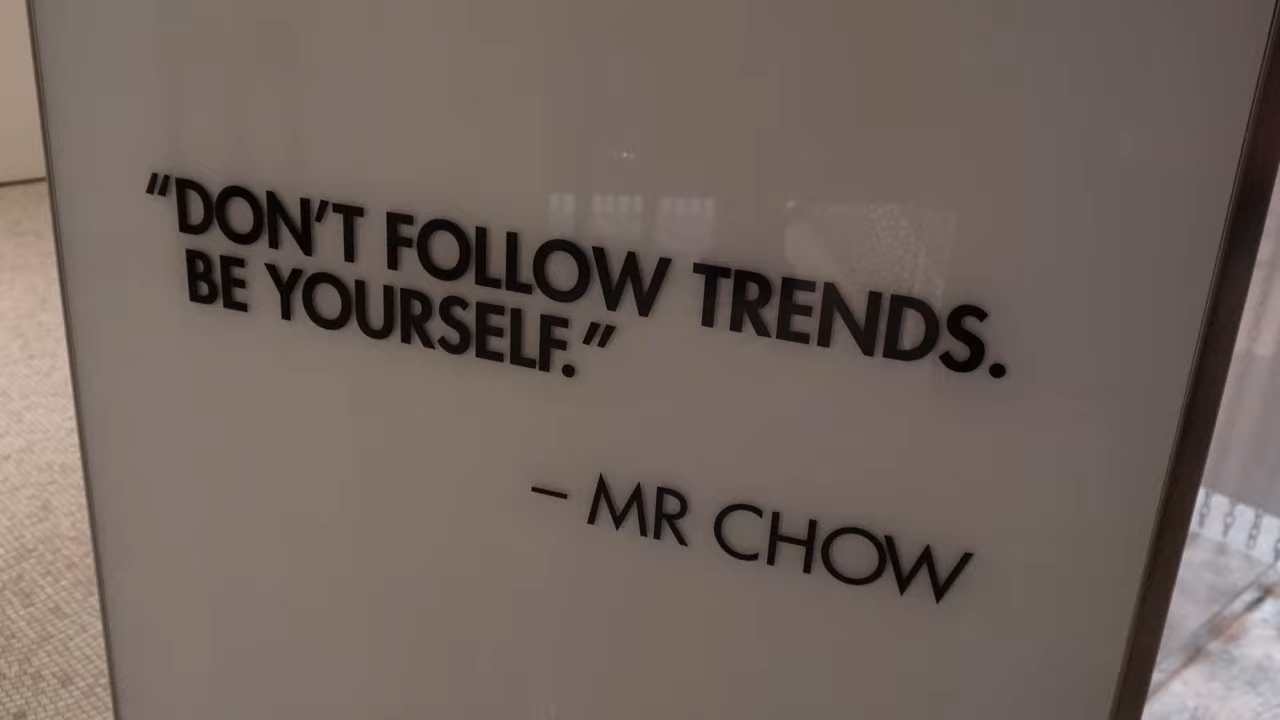 “DON’T FOLLOW TRENDS.
BE YOURSELF.”
– MR CHOW